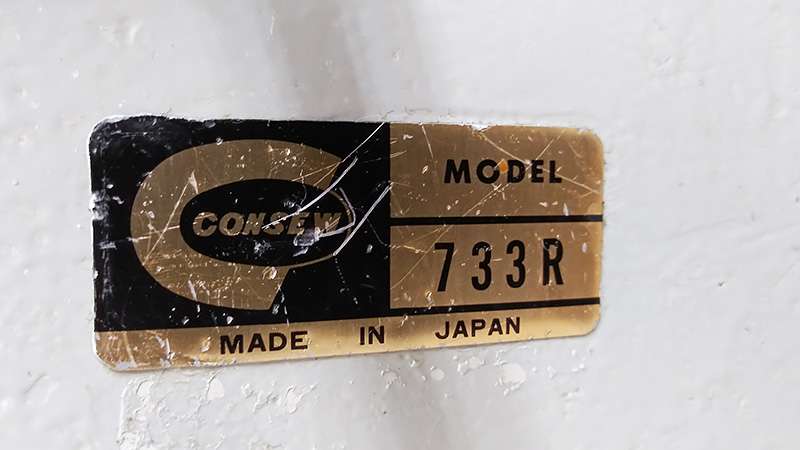 CONSEW
MODEL
733R
MADE IN JAPAN